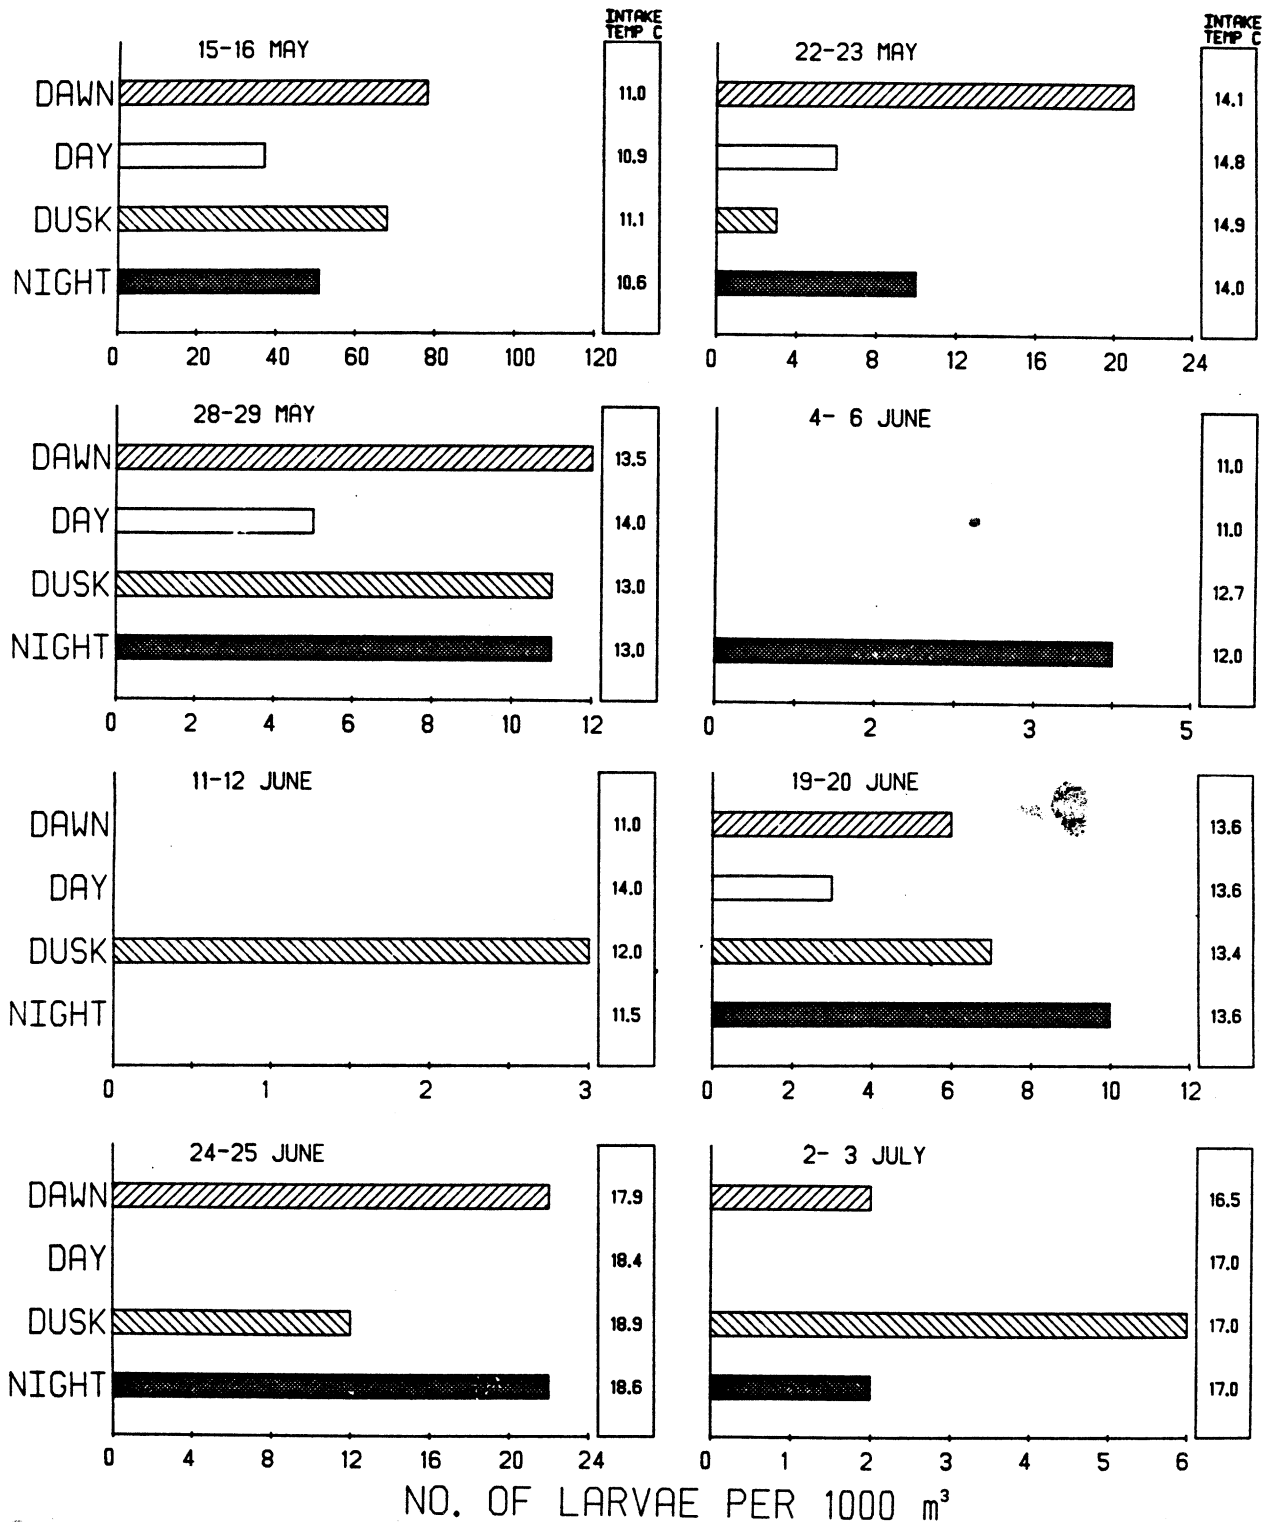 INTAKE
TEMP C
INTAKE
TEMP C
15-16 MAY
22-23 MAY
DAWN 11.0 14.1
DAY 10.9 14.8
DUSK 11.1 14.9
NIGHT 10.6 14.0
0 20 40 60 80 100 120
0 4 8 12 16 20 24
28-29 MAY
4- 6 JUNE
DAWN 13.5 11.0
DAY 14.0 11.0
DUSK 13.0 12.7
NIGHT 13.0 12.0
0 2 4 6 8 10 12
0 2 3 5
11-12 JUNE
19-20 JUNE
DAWN 11.0 13.6
DAY 14.0 13.6
DUSK 12.0 13.4
NIGHT 11.5 13.6
0 1 2 3
0 2 4 6 8 10 12
24-25 JUNE
2- 3 JULY
DAWN 17.9 16.5
DAY 18.4 17.0
DUSK 18.9 17.0
NIGHT 18.6 17.0
0 4 8 12 16 20 24
0 1 2 3 4 5 6
NO. OF LARVAE PER 1000 m³